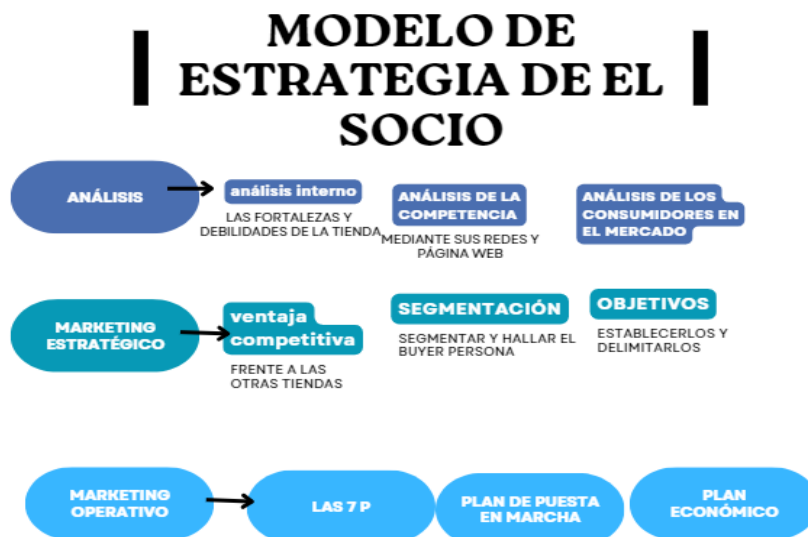 MODELO DE
ESTRATEGIA DE EL
SOCIO
ANÁLISIS
análisis interno
LAS FORTALEZAS Y
DEBILIDADES DE LA TIENDA
ANÁLISIS DE LA
COMPETENCIA
MEDIANTE SUS REDES Y
PÁGINA WEB
ANÁLISIS DE LOS
CONSUMIDORES EN
EL MERCADO
MARKETING
ESTRATÉGICO
ventaja
competitiva
FRENTE A LAS
OTRAS TIENDAS
SEGMENTACIÓN
SEGMENTAR Y HALLAR EL
BUYER PERSONA
OBJETIVOS
ESTABLECERLOS Y
DELIMITARLOS
MARKETING
OPERATIVO
LAS 7 P
PLAN DE PUESTA
EN MARCHA
PLAN
ECONÓMICO